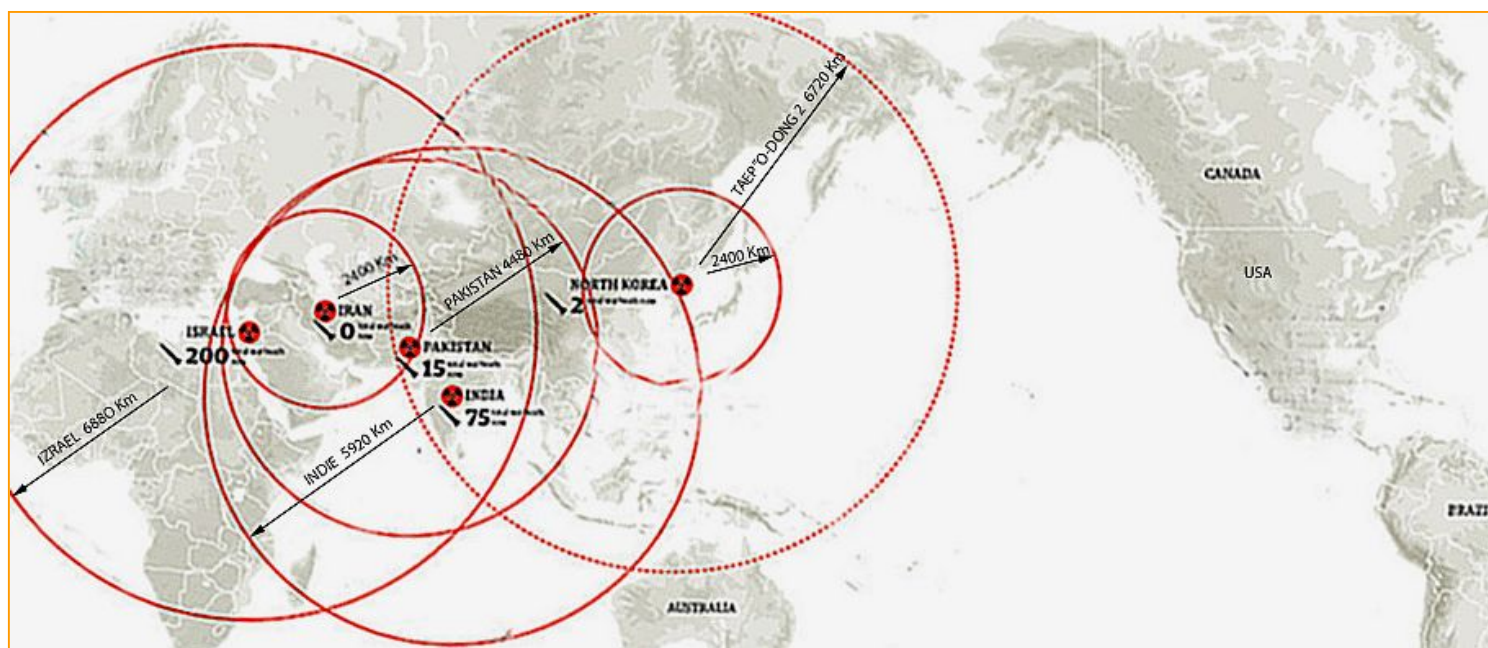 TAEP"O-DONG 2 6720 Km
CANADA
USA
2400 Km
PAKISTAN 4480 Km
2400 Km
NORTH KOREA
2
IRAN
0
ISRAEL
200
PAKISTAN
15
INDIA
75
IZRAEL 6880 Km
INDIE 5920 Km
BRAZI
AUSTRALIA